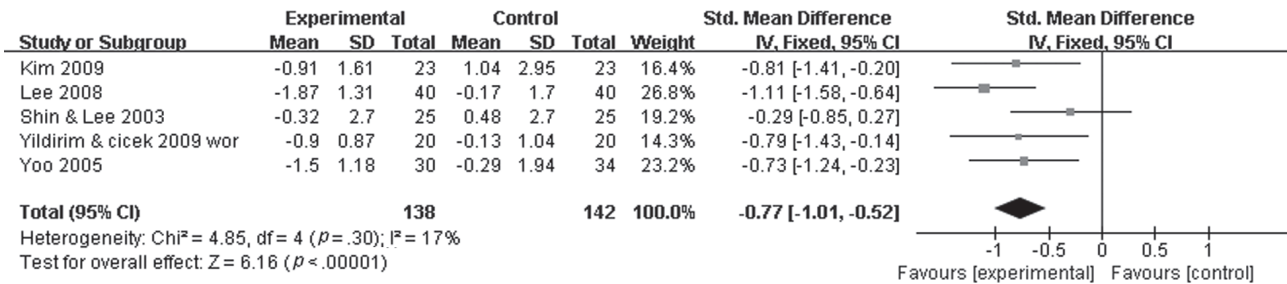 Experimental Control Std. Mean Difference Std. Mean Difference
Study or Subgroup Mean SD Total Mean SD Total Weight IV, Fixed, 95% CI IV, Fixed, 95% CI
Kim 2009 -0.91 1.61 23 1.04 2.95 23 16.4% -0.81 [-1.41, -0.20]
Lee 2008 -1.87 1.31 40 -0.17 1.7 40 26.8% -1.11 [-1.58, -0.64]
Shin & Lee 2003 -0.32 2.7 25 0.48 2.7 25 19.2% -0.29 [-0.85, 0.27]
Yildirim & cicek 2009 wor -0.9 0.87 20 -0.13 1.04 20 14.3% -0.79 [-1.43, -0.14]
Yoo 2005 -1.5 1.18 30 -0.29 1.94 34 23.2% -0.73 [-1.24, -0.23]
Total (95% CI) 138 142 100.0% -0.77 [-1.01, -0.52]
Heterogeneity: Chi² = 4.85, df = 4 (p = .30); I² = 17%
Test for overall effect: Z = 6.16 (p < .00001)
-1 -0.5 0 0.5 1
Favours [experimental] Favours [control]